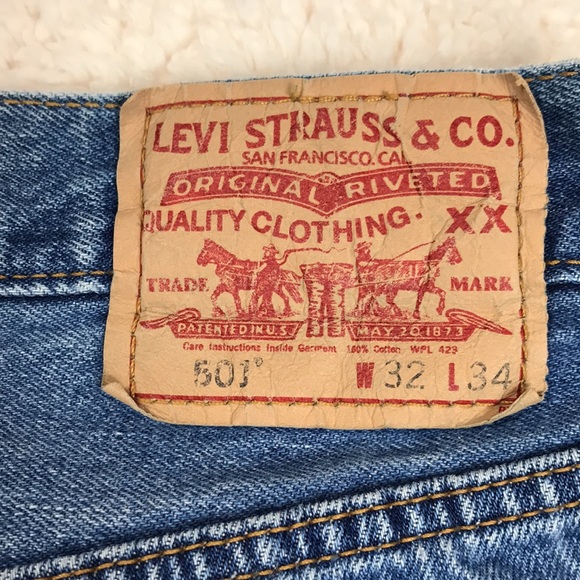 LEVI STRAUSS & CO.
SAN FRANCISCO. CAL
ORIGINAL RIVETED
QUALITY CLOTHING. XX
TRADE MARK
PATENTED IN U.S. MAY 20.1873
Care Instructions Inside Garment 100% Cotton WPL 423
501® W 32 L 34